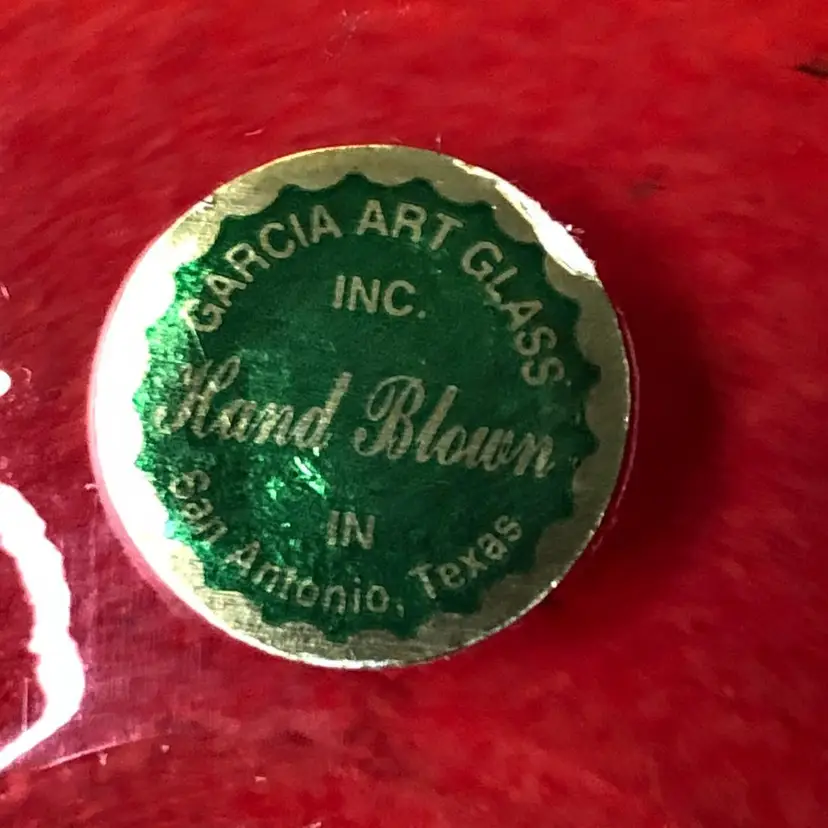 GARCIA ART GLASS
INC.
Hand Blown
IN
San Antonio, Texas